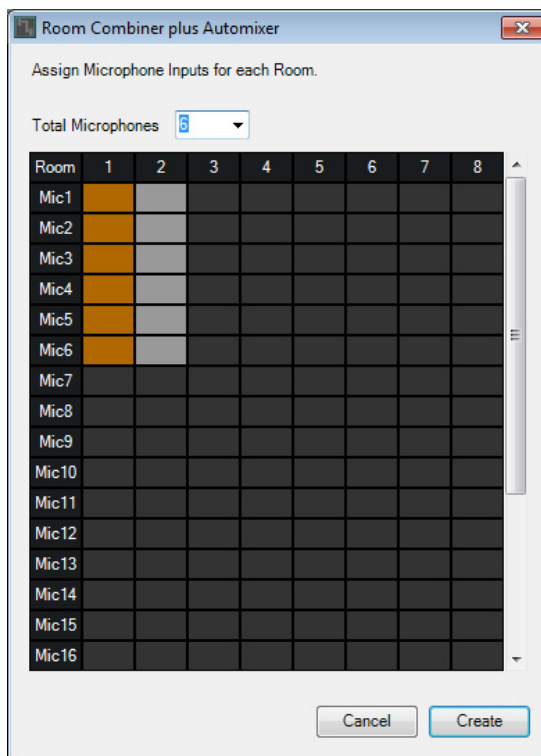 Room Combiner plus Automixer
Assign Microphone Inputs for each Room.
Total Microphones 6
Room 1 2 3 4 5 6 7 8
Mic1
Mic2
Mic3
Mic4
Mic5
Mic6
Mic7
Mic8
Mic9
Mic10
Mic11
Mic12
Mic13
Mic14
Mic15
Mic16
Cancel Create